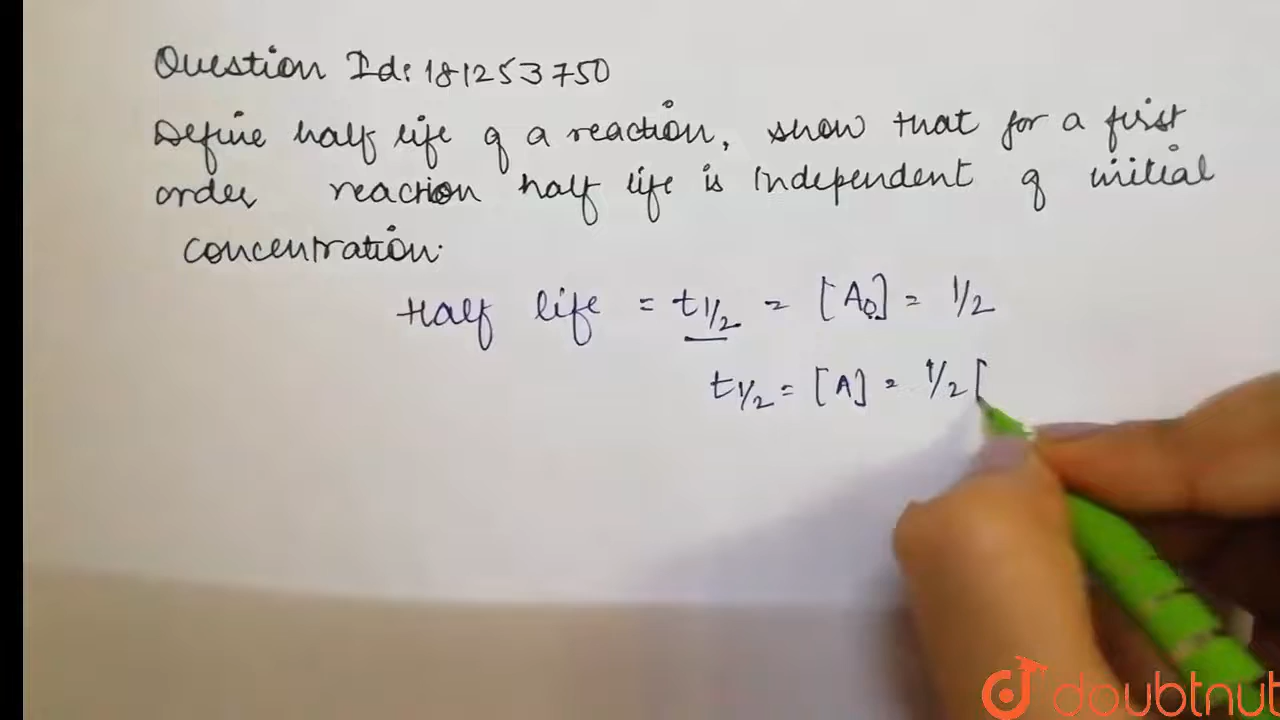 Question Id: 181253750
Define half life of a reaction, show that for a first
order reaction half life is independent of initial
concentration.
Half life = t1/2 = [A0] = 1/2
t1/2 = [A] = 1/2 [
doubtnut